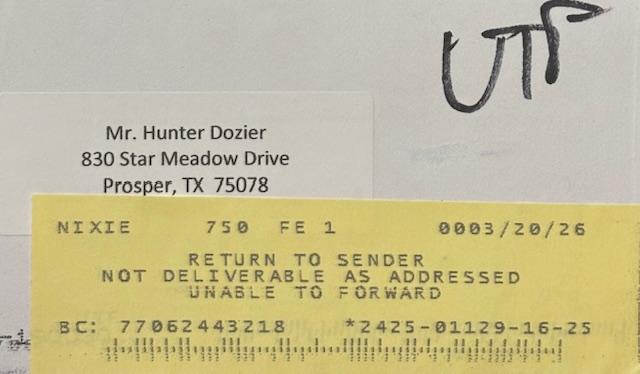 UTF
Mr. Hunter Dozier
830 Star Meadow Drive
Prosper, TX 75078
NIXIE 750 FE 1 0003/20/26
RETURN TO SENDER
NOT DELIVERABLE AS ADDRESSED
UNABLE TO FORWARD
BC: 77062443218 *2425-01129-16-25